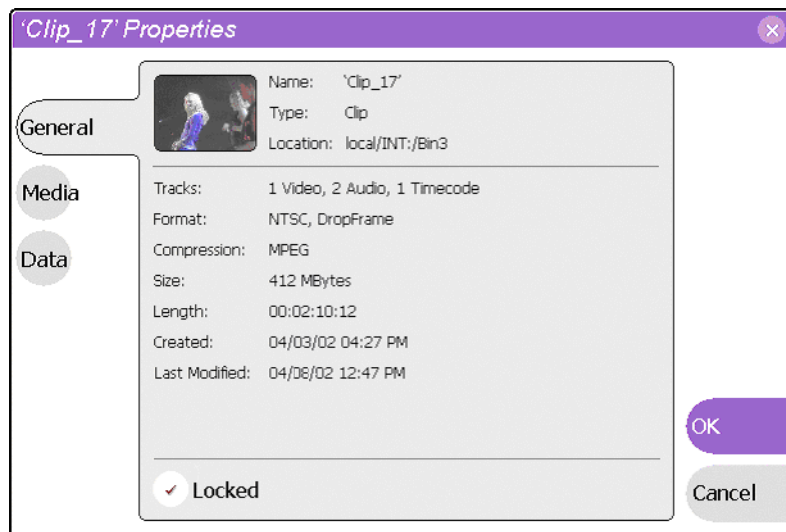 'Clip_17' Properties
General
Media
Data
Name: 'Clip_17'
Type: Clip
Location: local/INT:/Bin3
Tracks: 1 Video, 2 Audio, 1 Timecode
Format: NTSC, DropFrame
Compression: MPEG
Size: 412 MBytes
Length: 00:02:10:12
Created: 04/03/02 04:27 PM
Last Modified: 04/08/02 12:47 PM
Locked
OK
Cancel